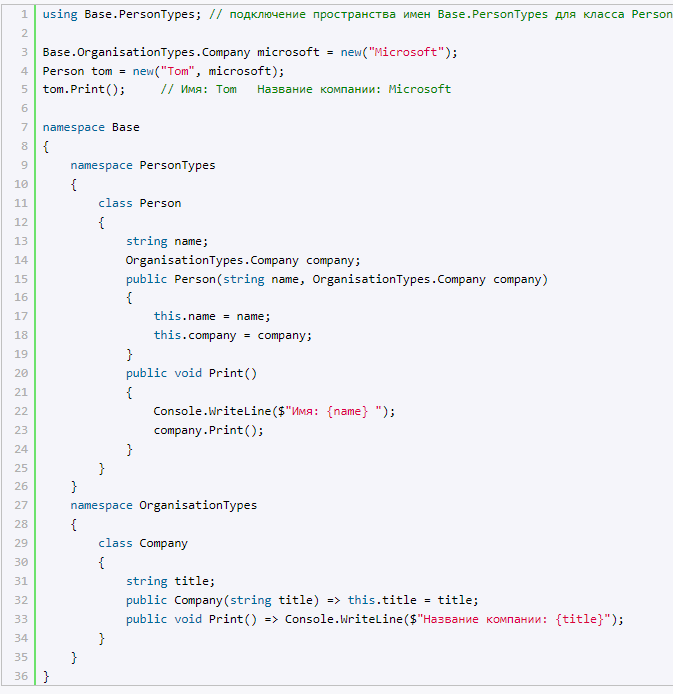 1 using Base.PersonTypes; // подключение пространства имен Base.PersonTypes для класса Person
2
3 Base.OrganisationTypes.Company microsoft = new("Microsoft");
4 Person tom = new("Tom", microsoft);
5 tom.Print();     // Имя: Tom   Название компании: Microsoft
6
7 namespace Base
8 {
9     namespace PersonTypes
10     {
11         class Person
12         {
13             string name;
14             OrganisationTypes.Company company;
15             public Person(string name, OrganisationTypes.Company company)
16             {
17                 this.name = name;
18                 this.company = company;
19             }
20             public void Print()
21             {
22                 Console.WriteLine($"Имя: {name} ");
23                 company.Print();
24             }
25         }
26     }
27     namespace OrganisationTypes
28     {
29         class Company
30         {
31             string title;
32             public Company(string title) => this.title = title;
33             public void Print() => Console.WriteLine($"Название компании: {title}");
34         }
35     }
36 }